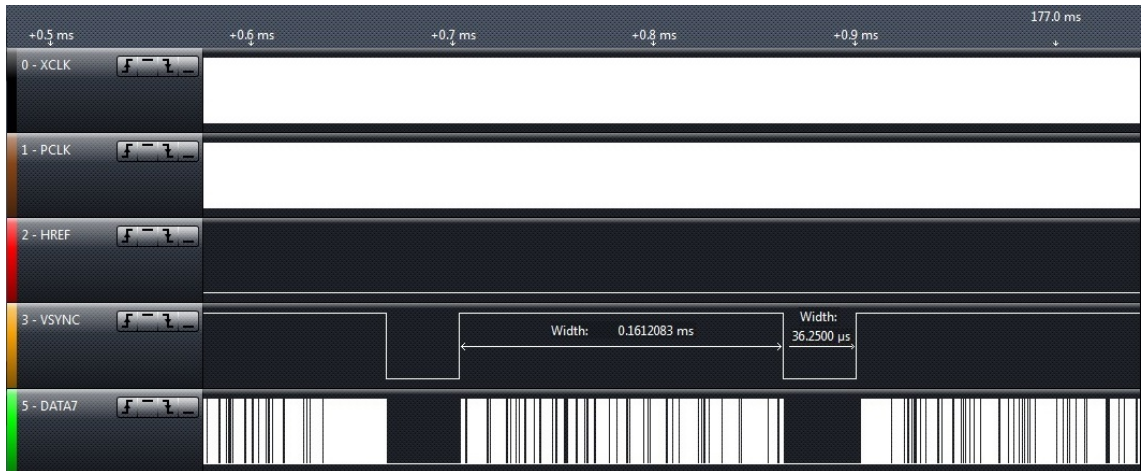 177.0 ms
+0.5 ms +0.6 ms +0.7 ms +0.8 ms +0.9 ms
0 - XCLK
1 - PCLK
2 - HREF
3 - VSYNC
Width: 0.1612083 ms
Width:
36.2500 µs
5 - DATA7